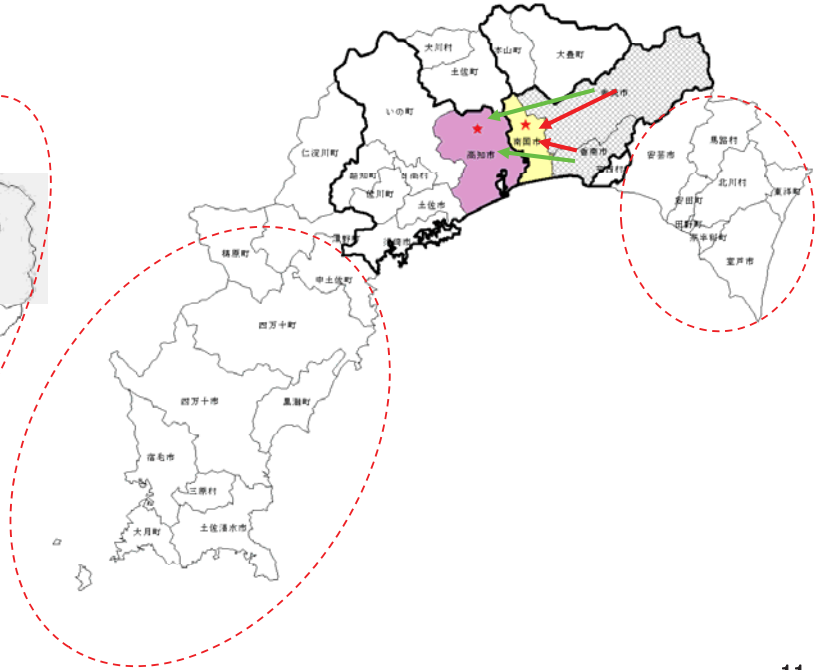 大川村
本山町
大豊町
土佐町
いの町
香美市
仁淀川町
南国市
高知市
香南市
安芸市
馬路村
北川村
東洋町
越知町
日高村
佐川町
土佐市
芸西村
安田町
田野町
奈半利町
室戸市
津野町
須崎市
梼原町
中土佐町
四万十町
四万十市
黒潮町
宿毛市
三原村
大月町
土佐清水市